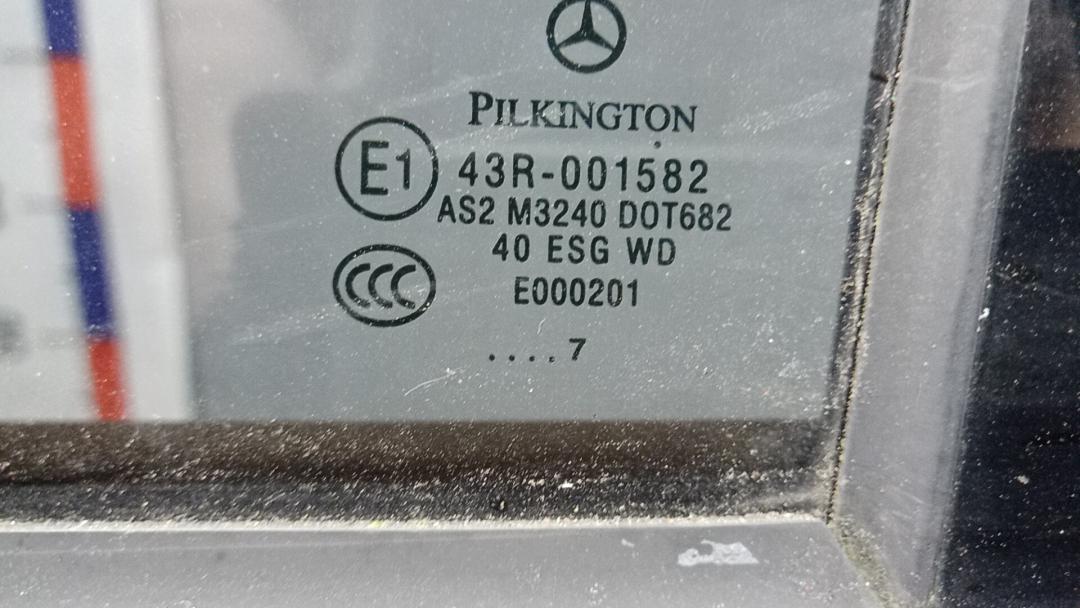 PILKINGTON
E1 43R-001582
AS2 M3240 DOT682
40 ESG WD
CCC E000201
....7